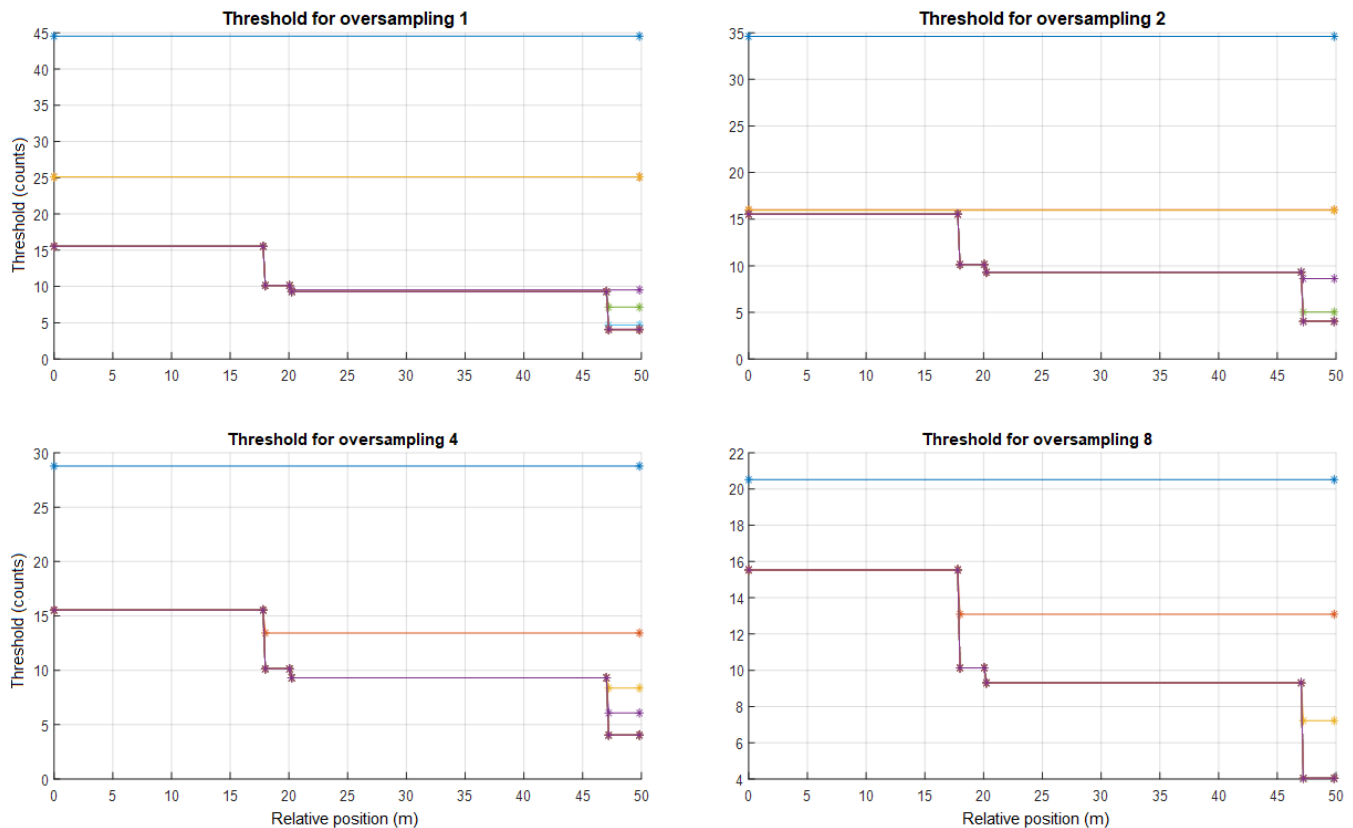 Threshold for oversampling 1
Threshold (counts)
45
40
35
30
25
20
15
10
5
0
0 5 10 15 20 25 30 35 40 45 50
Threshold for oversampling 2
35
30
25
20
15
10
5
0
0 5 10 15 20 25 30 35 40 45 50
Threshold for oversampling 4
Threshold (counts)
30
25
20
15
10
5
0
0 5 10 15 20 25 30 35 40 45 50
Relative position (m)
Threshold for oversampling 8
22
20
18
16
14
12
10
8
6
4
0 5 10 15 20 25 30 35 40 45 50
Relative position (m)